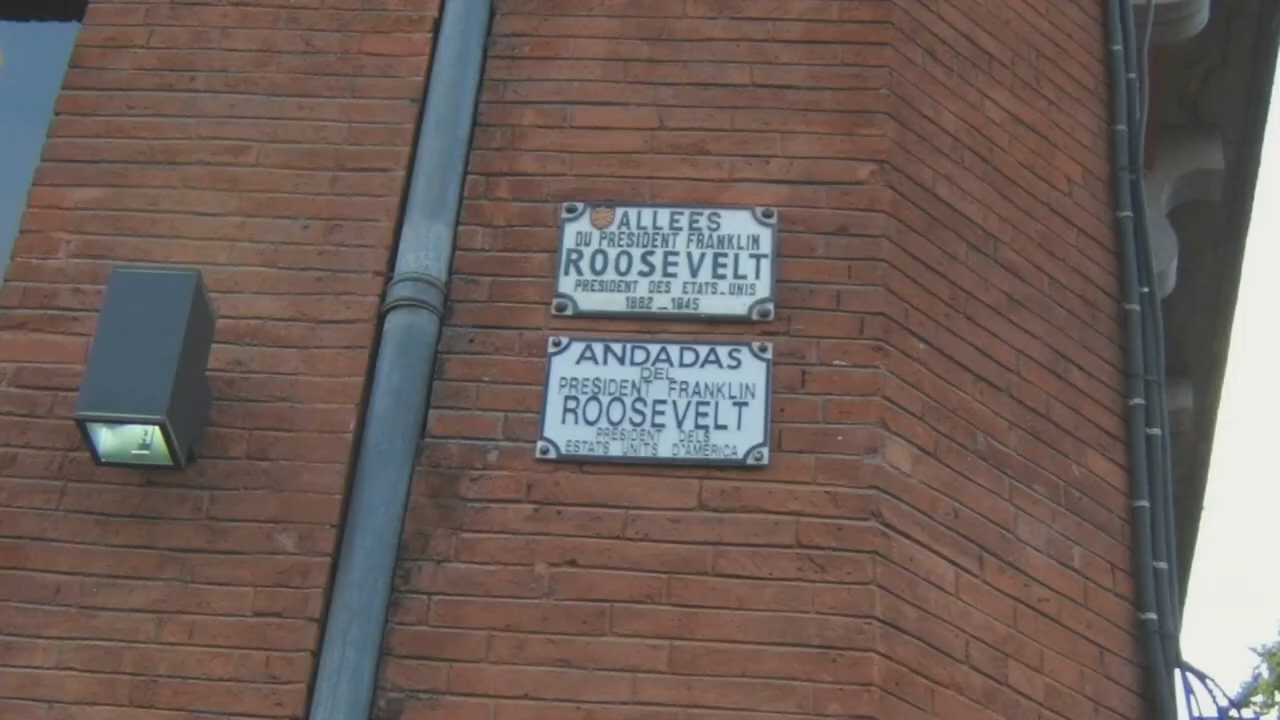 ALLEES
DU PRESIDENT FRANKLIN
ROOSEVELT
PRESIDENT DES ETATS_UNIS
1882_1945
ANDADAS
DEL
PRESIDENT FRANKLIN
ROOSEVELT
PRESIDENT DELS
ESTATS UNITS D'AMERICA